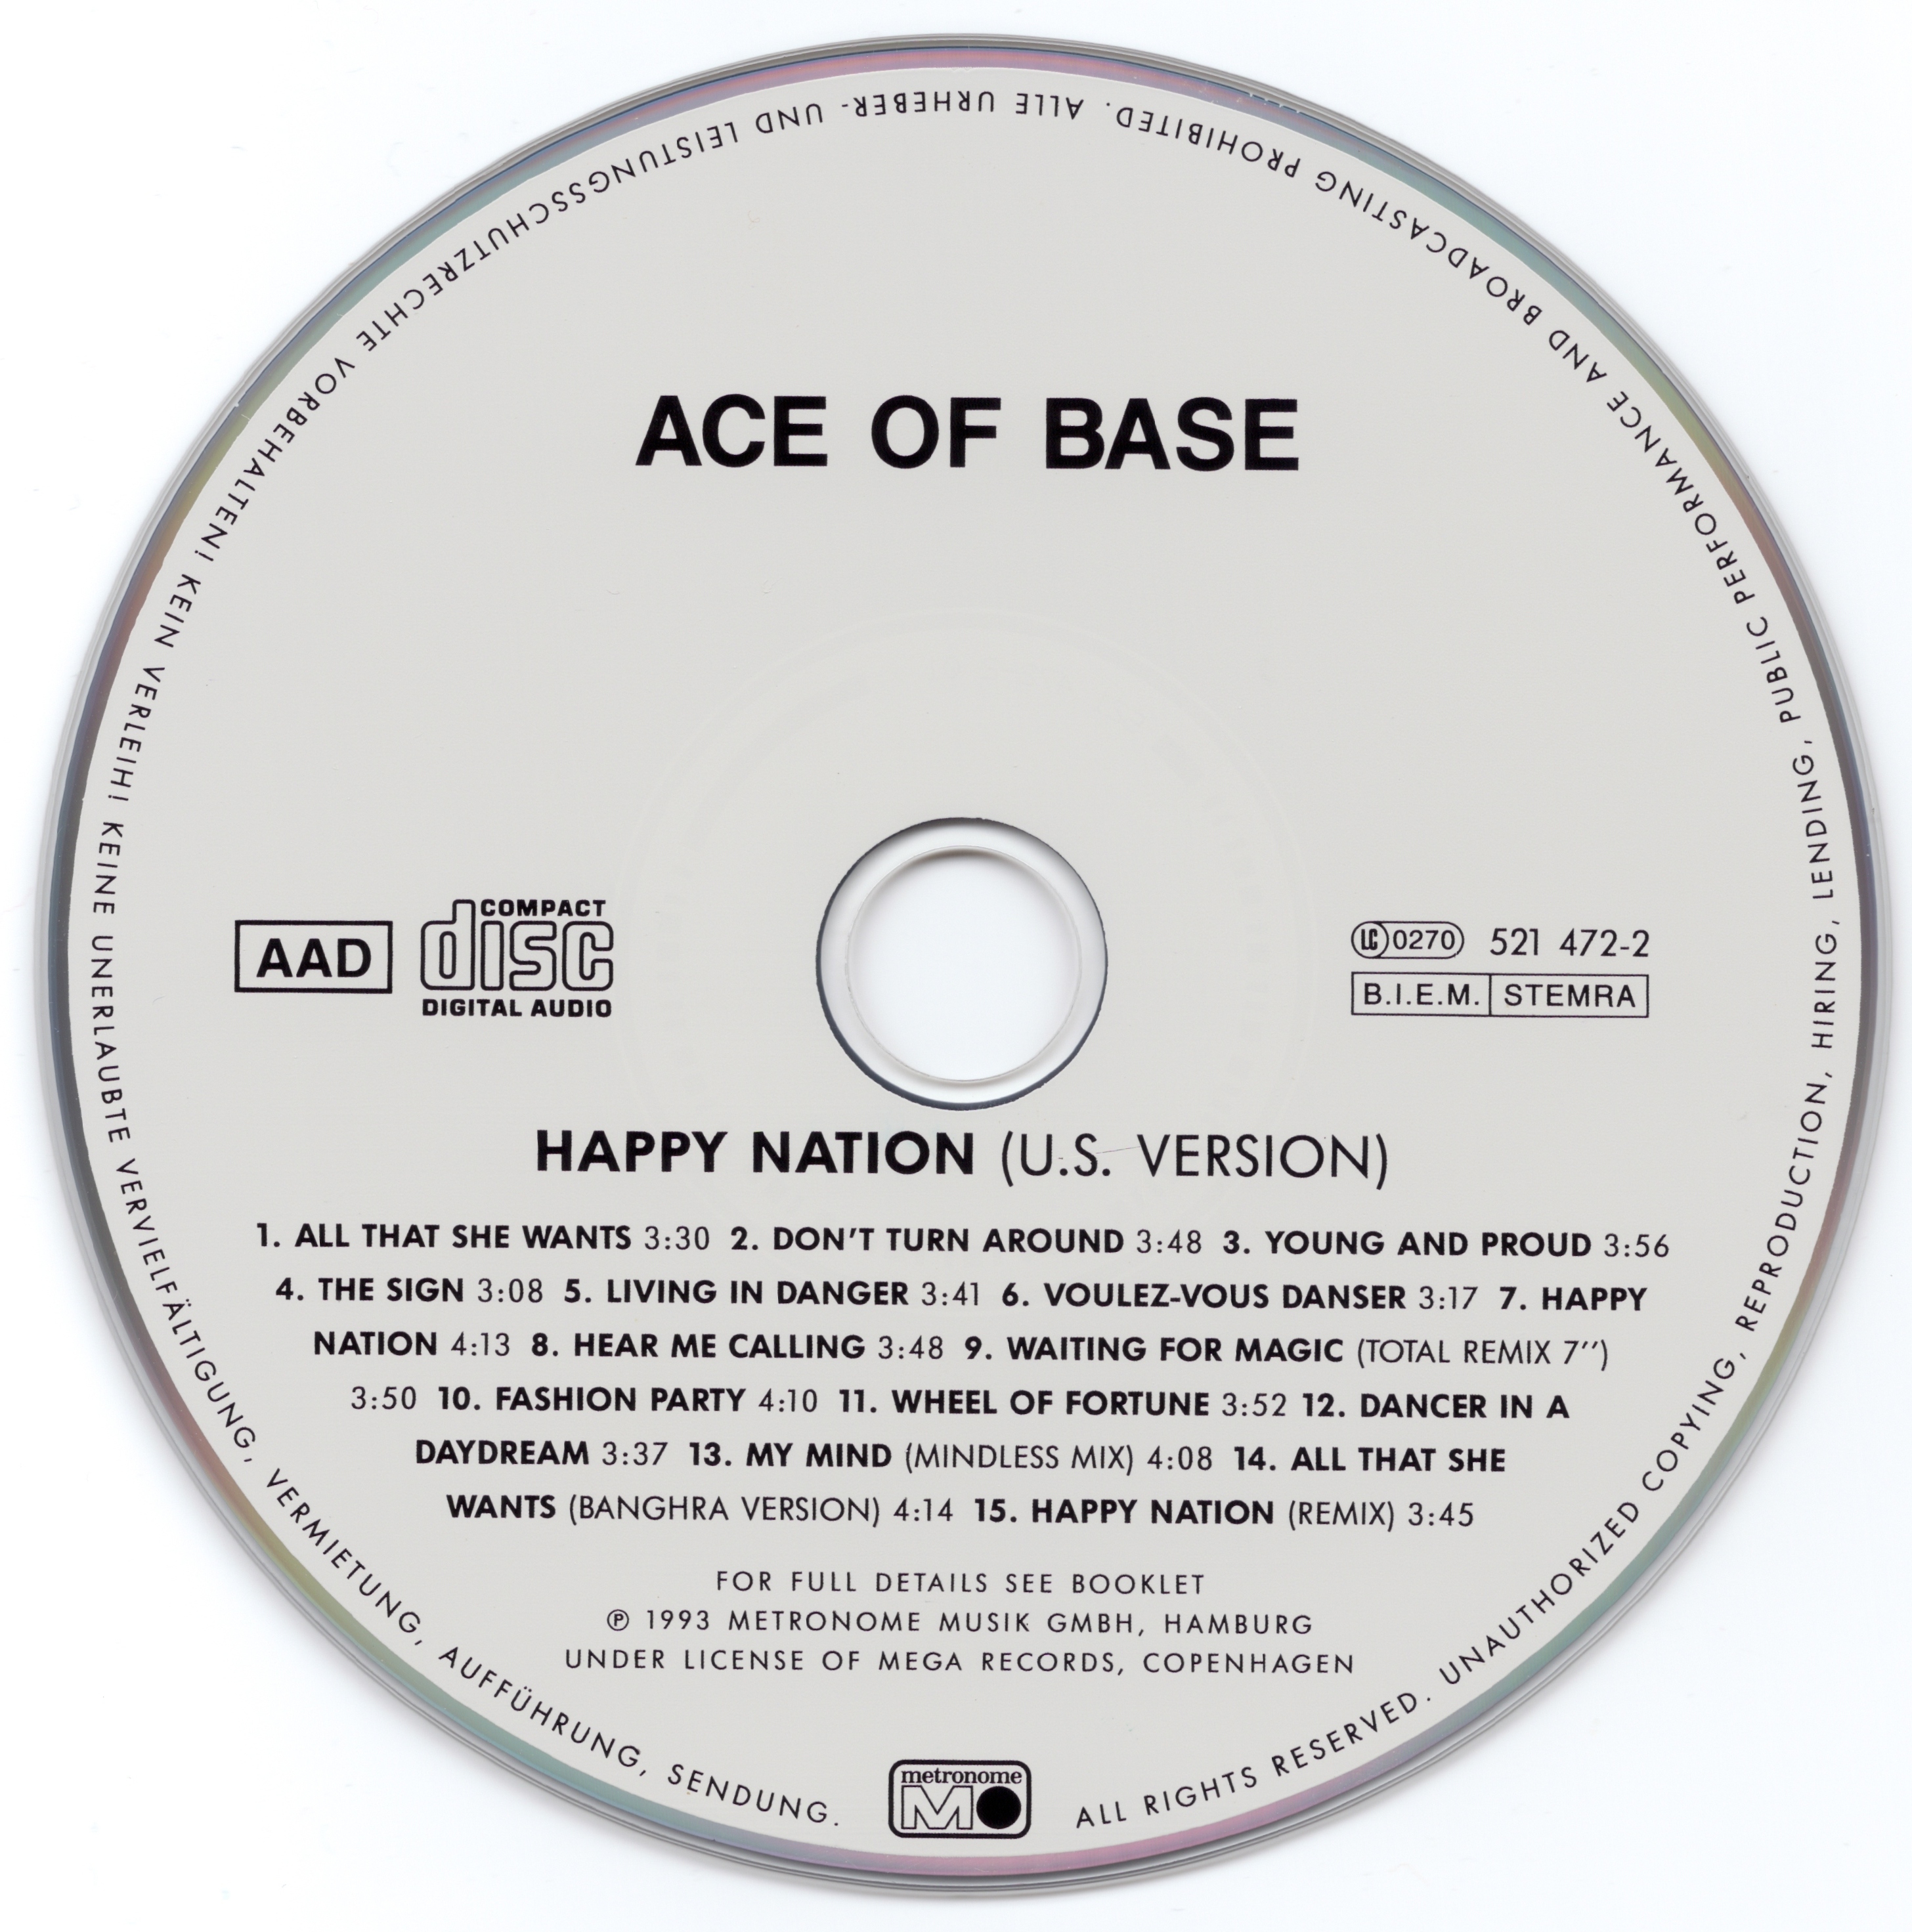 ACE OF BASE
AAD
COMPACT
disc
DIGITAL AUDIO
LC 0270 521 472-2
B.I.E.M. STEMRA
HAPPY NATION (U.S. VERSION)
1. ALL THAT SHE WANTS 3:30 2. DON'T TURN AROUND 3:48 3. YOUNG AND PROUD 3:56
4. THE SIGN 3:08 5. LIVING IN DANGER 3:41 6. VOULEZ-VOUS DANSER 3:17 7. HAPPY
NATION 4:13 8. HEAR ME CALLING 3:48 9. WAITING FOR MAGIC (TOTAL REMIX 7'')
3:50 10. FASHION PARTY 4:10 11. WHEEL OF FORTUNE 3:52 12. DANCER IN A
DAYDREAM 3:37 13. MY MIND (MINDLESS MIX) 4:08 14. ALL THAT SHE
WANTS (BANGHRA VERSION) 4:14 15. HAPPY NATION (REMIX) 3:45
FOR FULL DETAILS SEE BOOKLET
℗ 1993 METRONOME MUSIK GMBH, HAMBURG
UNDER LICENSE OF MEGA RECORDS, COPENHAGEN
metronome
MO
ALL RIGHTS RESERVED. UNAUTHORIZED COPYING, REPRODUCTION, HIRING, LENDING, PUBLIC PERFORMANCE AND BROADCASTING PROHIBITED. ALLE URHEBER- UND LEISTUNGSSCHUTZRECHTE VORBEHALTEN! KEIN VERLEIH! KEINE UNERLAUBTE VERVIELFÄLTIGUNG, VERMIETUNG, AUFFÜHRUNG, SENDUNG.